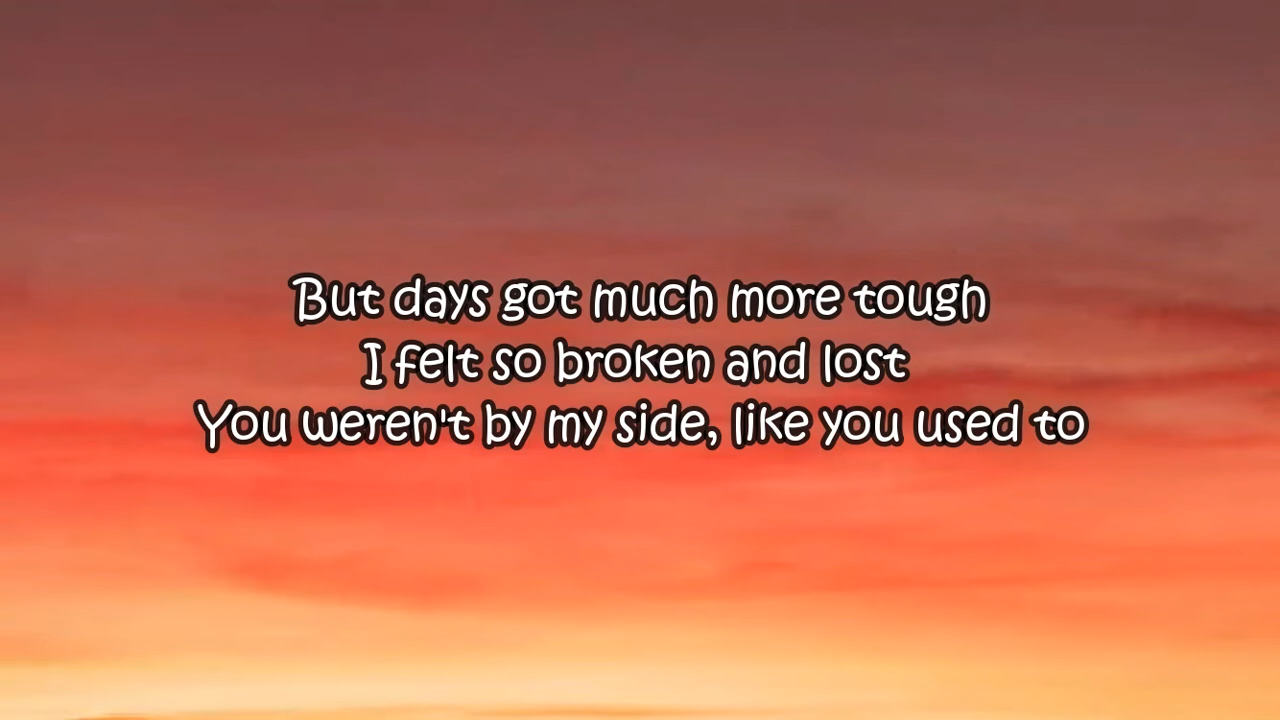 But days got much more tough
I felt so broken and lost
You weren't by my side, like you used to